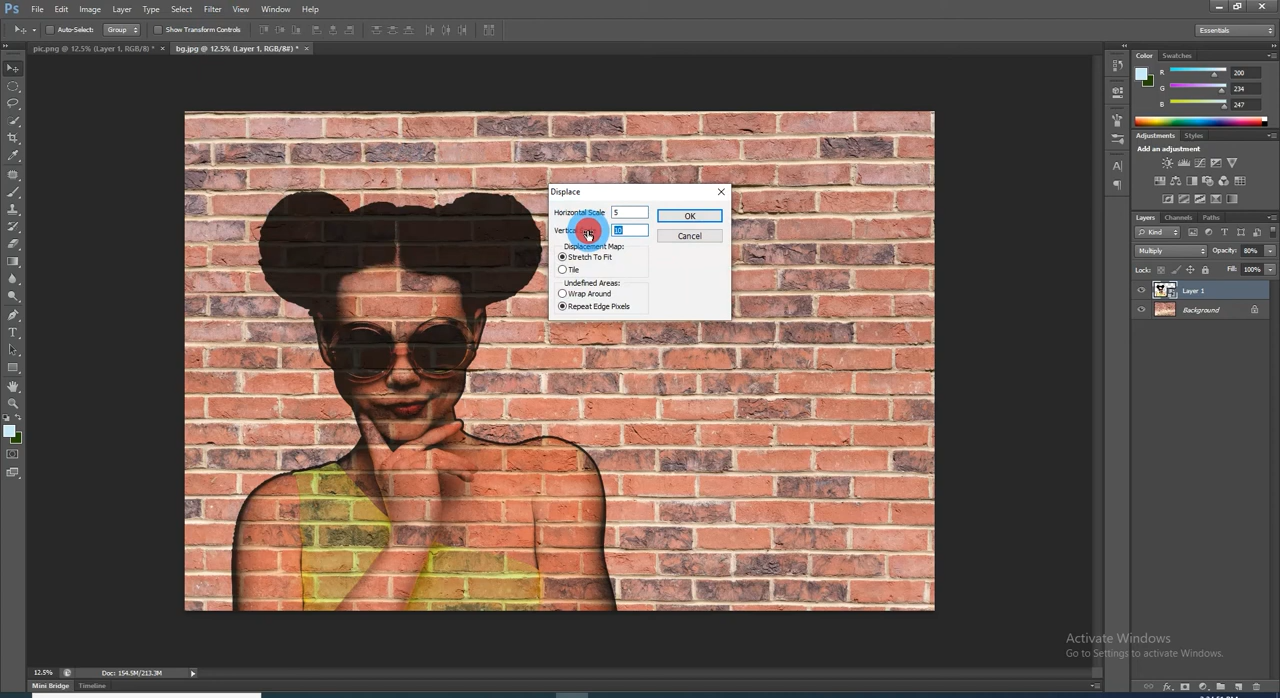 Ps File Edit Image Layer Type Select Filter View Window Help
Auto-Select: Group Show Transform Controls Essentials
pic.png @ 12.5% (Layer 1, RGB/8) * × bg.jpg @ 12.5% (Layer 1, RGB/8#) * ×
Color Swatches
R 200
G 234
B 247
Adjustments Styles
Add an adjustment
Layers Channels Paths
Kind
Multiply Opacity: 80%
Lock: Fill: 100%
Layer 1
Background
Displace
Horizontal Scale 5 OK
10 Cancel
Displacement Map:
Stretch To Fit
Tile
Undefined Areas:
Wrap Around
Repeat Edge Pixels
Activate Windows
Go to Settings to activate Windows.
12.5% Doc: 154.5M/213.3M
Mini Bridge Timeline